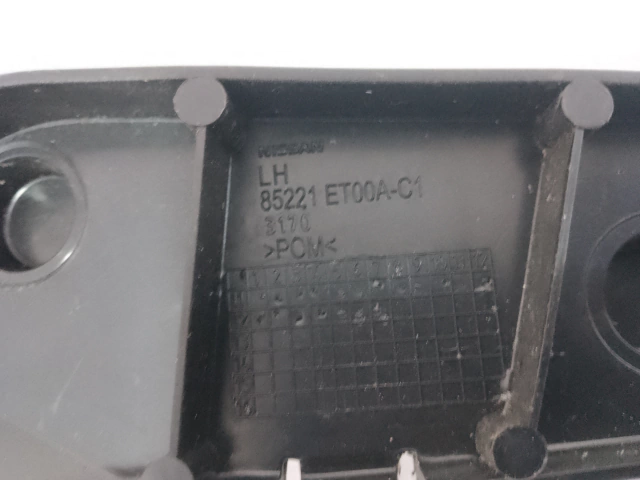 NISSAN
LH
85221 ET00A-C1
3170
>POM<